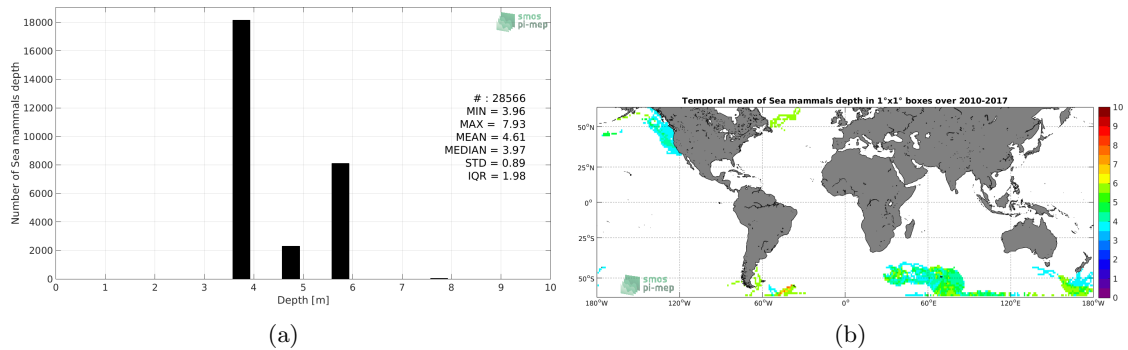 18000
16000
14000
12000
10000
8000
6000
4000
2000
0
Number of Sea mammals depth
smos
pi-mep
# : 28566
MIN = 3.96
MAX = 7.93
MEAN = 4.61
MEDIAN = 3.97
STD = 0.89
IQR = 1.98
0 1 2 3 4 5 6 7 8 9 10
Depth [m]
(a)
Temporal mean of Sea mammals depth in 1°x1° boxes over 2010-2017
50°N
25°N
0°
25°S
50°S
180°W 120°W 60°W 0° 60°E 120°E 180°W
smos
pi-mep
10
9
8
7
6
5
4
3
2
1
0
(b)